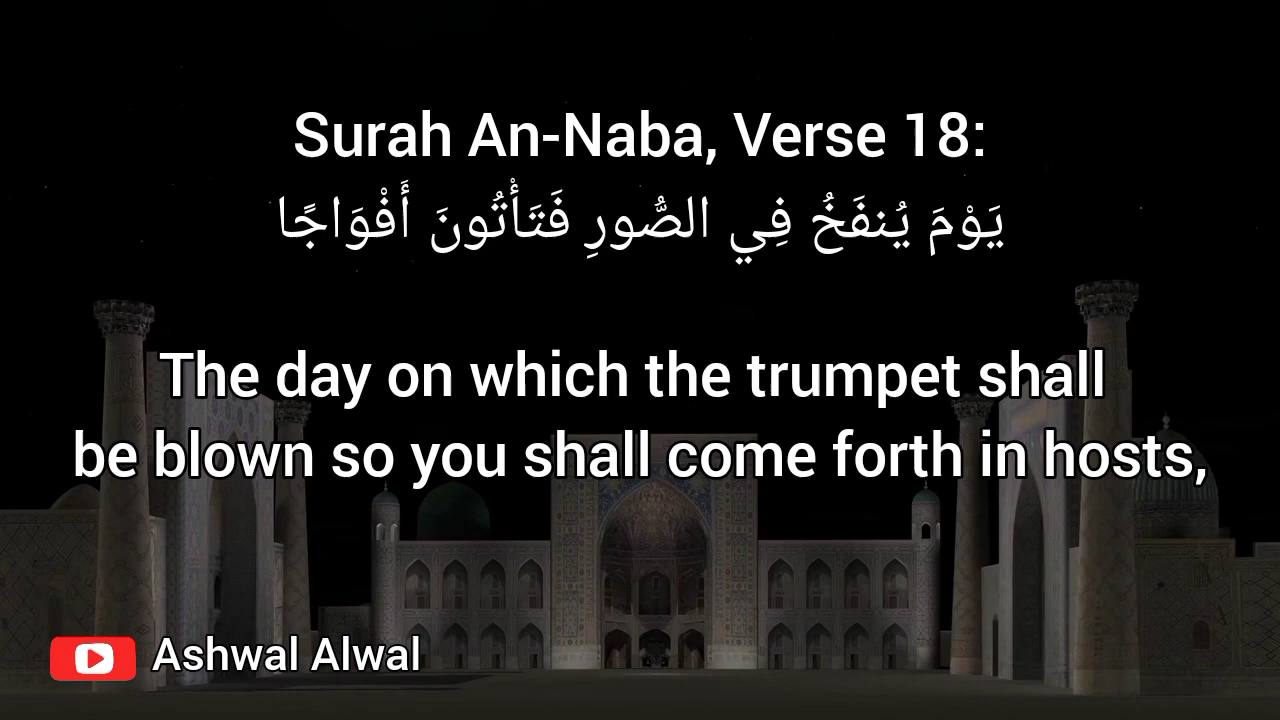 Surah An-Naba, Verse 18:
يَوْمَ يُنفَخُ فِي الصُّورِ فَتَأْتُونَ أَفْوَاجًا
The day on which the trumpet shall
be blown so you shall come forth in hosts,
Ashwal Alwal